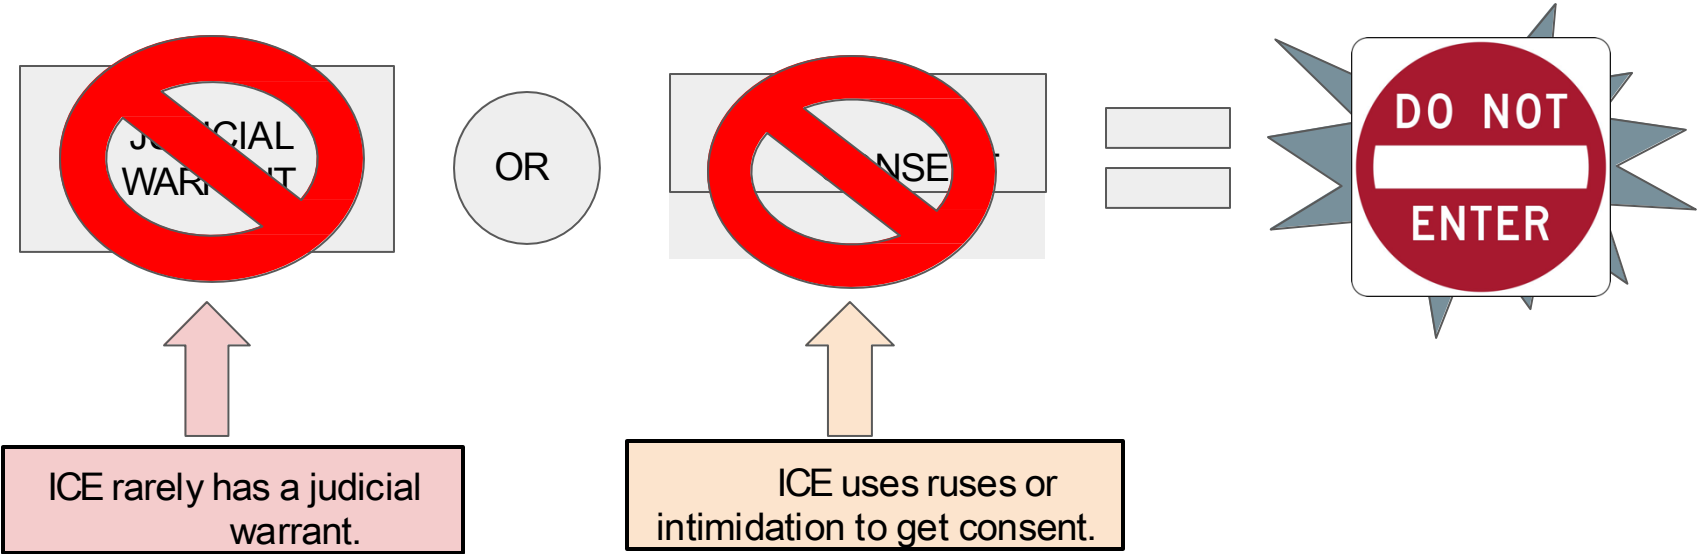 OR
DO NOT
ENTER
ICE rarely has a judicial
warrant.
ICE uses ruses or
intimidation to get consent.